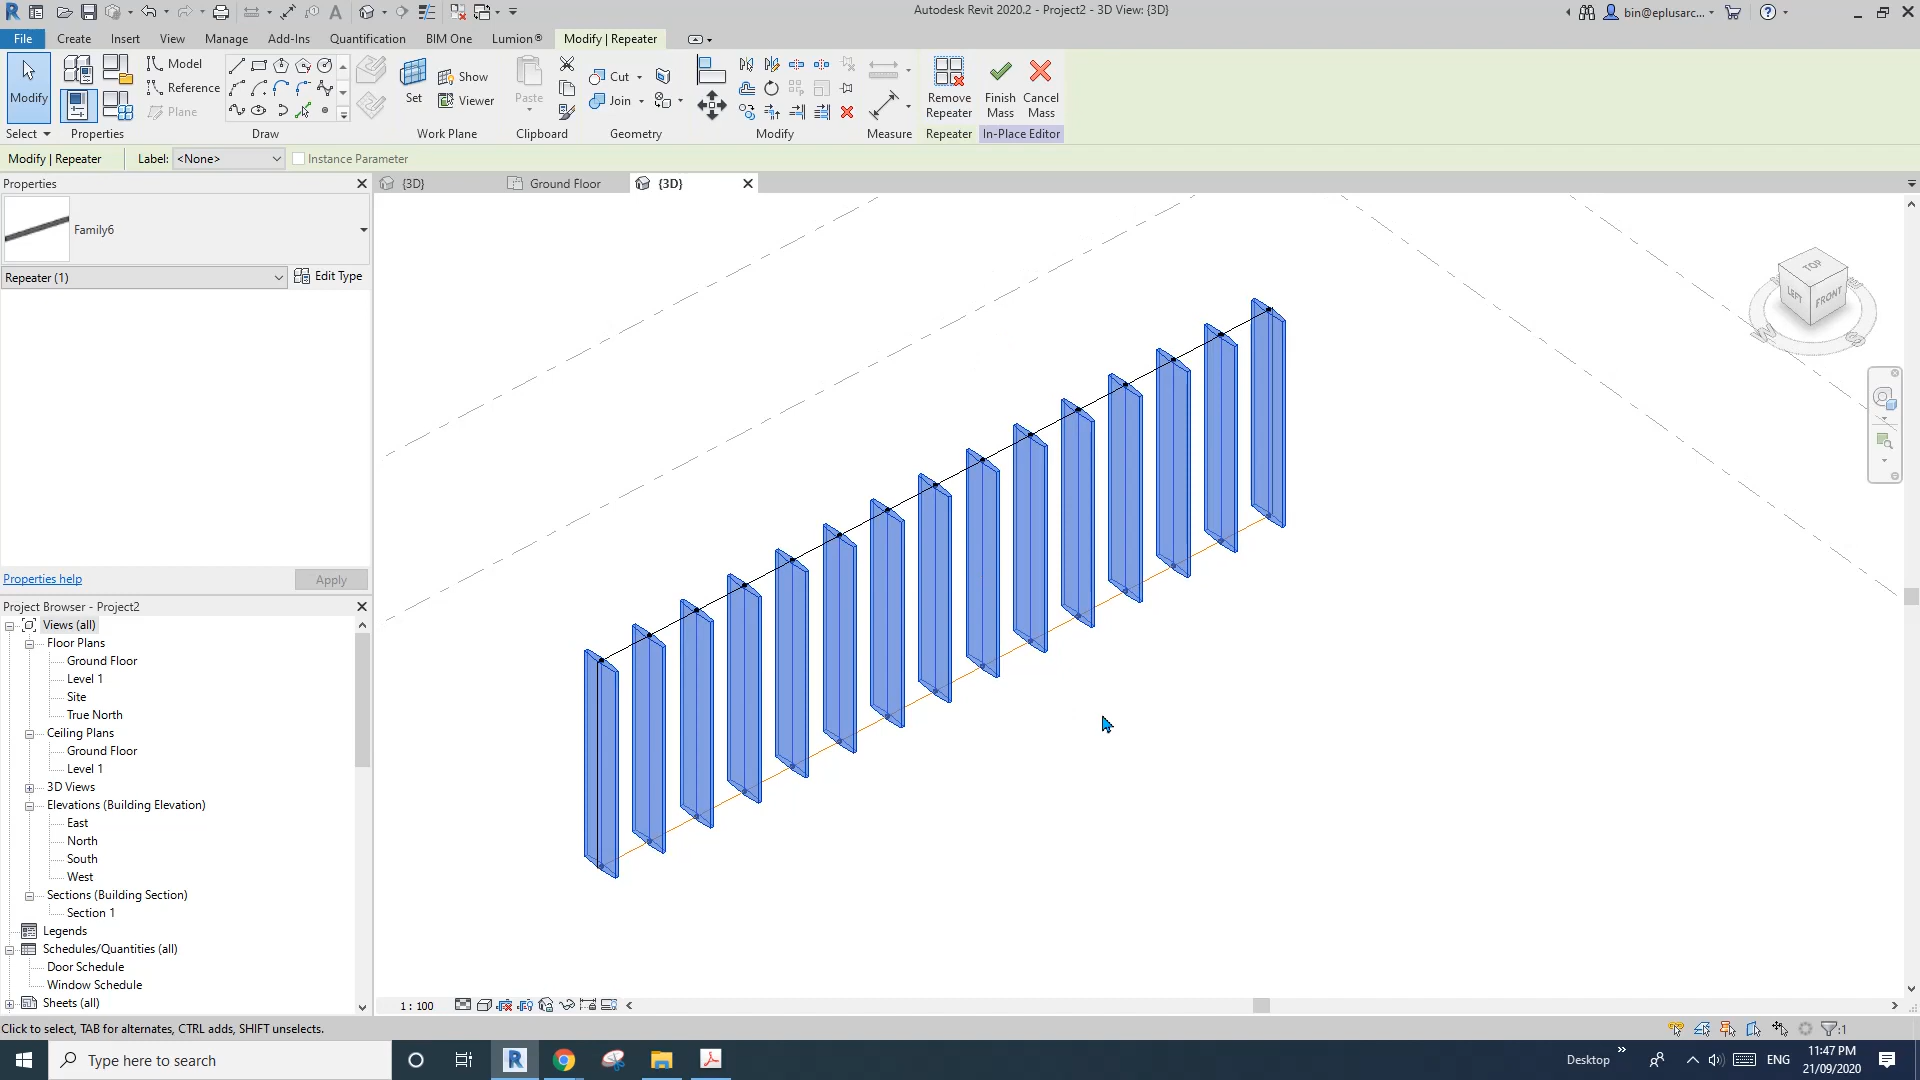 Autodesk Revit 2020.2 - Project2 - 3D View: {3D}
bin@eplusarc...
File Create Insert View Manage Add-Ins Quantification BIM One Lumion® Modify | Repeater
Modify
Model
Reference
Plane
Set
Show
Viewer
Paste
Cut
Join
Remove Repeater
Finish Mass
Cancel Mass
Select Properties Draw Work Plane Clipboard Geometry Modify Measure Repeater In-Place Editor
Modify | Repeater Label: <None> Instance Parameter
Properties
{3D} Ground Floor {3D}
Family6
Repeater (1) Edit Type
TOP
LEFT FRONT
W S
Properties help Apply
Project Browser - Project2
Views (all)
Floor Plans
Ground Floor
Level 1
Site
True North
Ceiling Plans
Ground Floor
Level 1
3D Views
Elevations (Building Elevation)
East
North
South
West
Sections (Building Section)
Section 1
Legends
Schedules/Quantities (all)
Door Schedule
Window Schedule
Sheets (all)
1 : 100
Click to select, TAB for alternates, CTRL adds, SHIFT unselects.
:1
Type here to search
Desktop
ENG
11:47 PM
21/09/2020